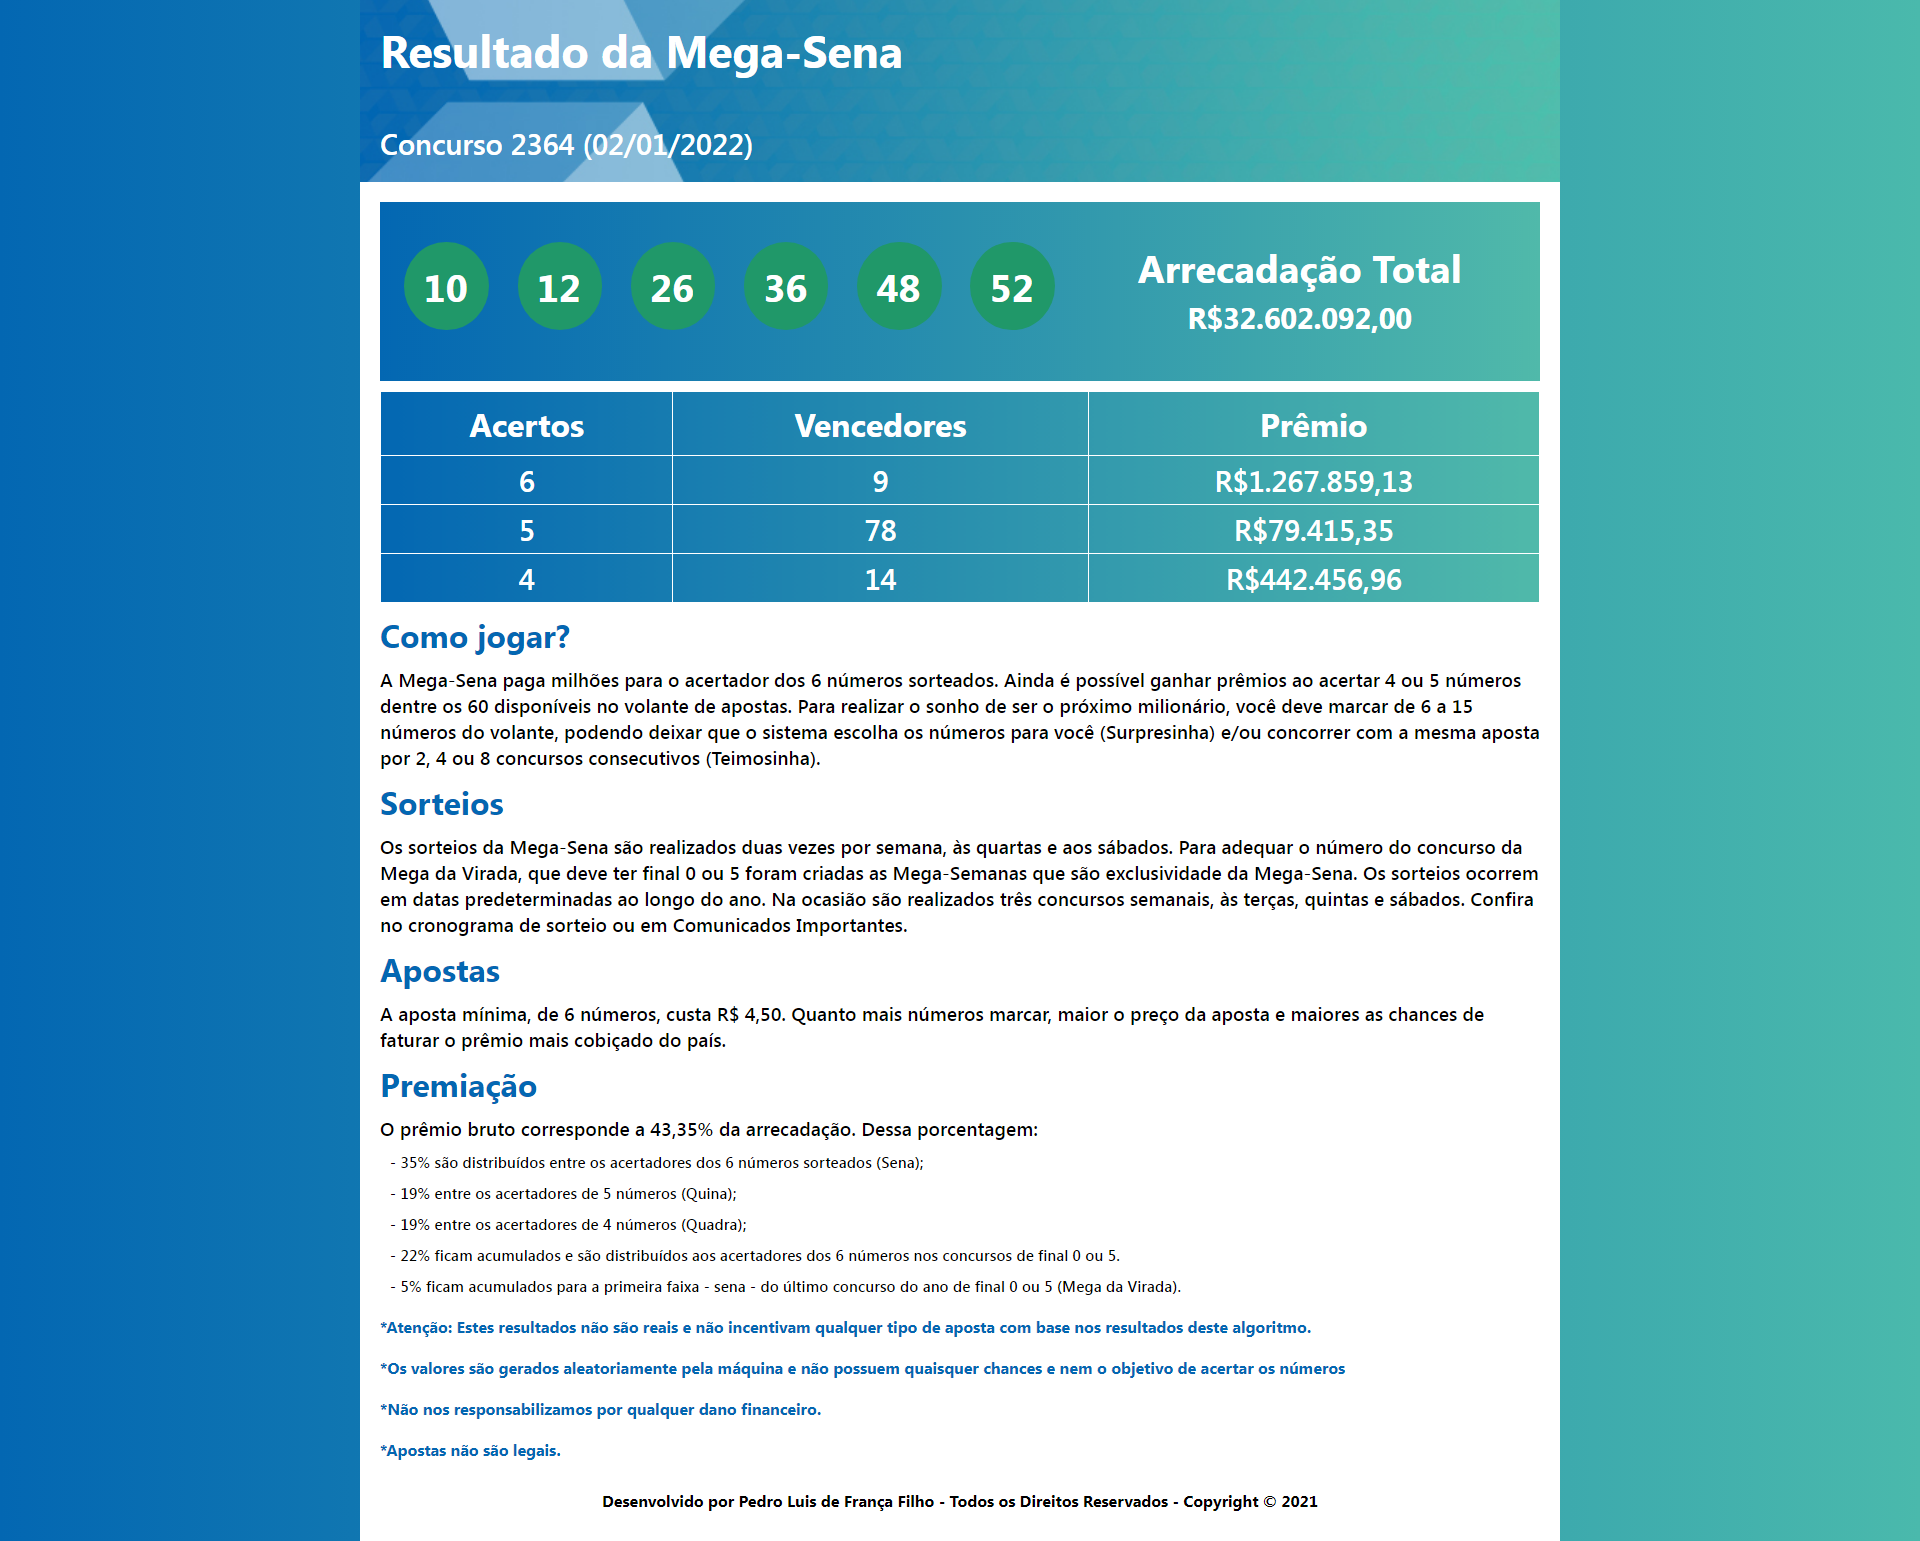 Resultado da Mega-Sena
Concurso 2364 (02/01/2022)
10 12 26 36 48 52
Arrecadação Total
R$32.602.092,00
Acertos Vencedores Prêmio
6 9 R$1.267.859,13
5 78 R$79.415,35
4 14 R$442.456,96
Como jogar?
A Mega-Sena paga milhões para o acertador dos 6 números sorteados. Ainda é possível ganhar prêmios ao acertar 4 ou 5 números
dentre os 60 disponíveis no volante de apostas. Para realizar o sonho de ser o próximo milionário, você deve marcar de 6 a 15
números do volante, podendo deixar que o sistema escolha os números para você (Surpresinha) e/ou concorrer com a mesma aposta
por 2, 4 ou 8 concursos consecutivos (Teimosinha).
Sorteios
Os sorteios da Mega-Sena são realizados duas vezes por semana, às quartas e aos sábados. Para adequar o número do concurso da
Mega da Virada, que deve ter final 0 ou 5 foram criadas as Mega-Semanas que são exclusividade da Mega-Sena. Os sorteios ocorrem
em datas predeterminadas ao longo do ano. Na ocasião são realizados três concursos semanais, às terças, quintas e sábados. Confira
no cronograma de sorteio ou em Comunicados Importantes.
Apostas
A aposta mínima, de 6 números, custa R$ 4,50. Quanto mais números marcar, maior o preço da aposta e maiores as chances de
faturar o prêmio mais cobiçado do país.
Premiação
O prêmio bruto corresponde a 43,35% da arrecadação. Dessa porcentagem:
- 35% são distribuídos entre os acertadores dos 6 números sorteados (Sena);
- 19% entre os acertadores de 5 números (Quina);
- 19% entre os acertadores de 4 números (Quadra);
- 22% ficam acumulados e são distribuídos aos acertadores dos 6 números nos concursos de final 0 ou 5.
- 5% ficam acumulados para a primeira faixa - sena - do último concurso do ano de final 0 ou 5 (Mega da Virada).
*Atenção: Estes resultados não são reais e não incentivam qualquer tipo de aposta com base nos resultados deste algoritmo.
*Os valores são gerados aleatoriamente pela máquina e não possuem quaisquer chances e nem o objetivo de acertar os números
*Não nos responsabilizamos por qualquer dano financeiro.
*Apostas não são legais.
Desenvolvido por Pedro Luis de França Filho - Todos os Direitos Reservados - Copyright © 2021